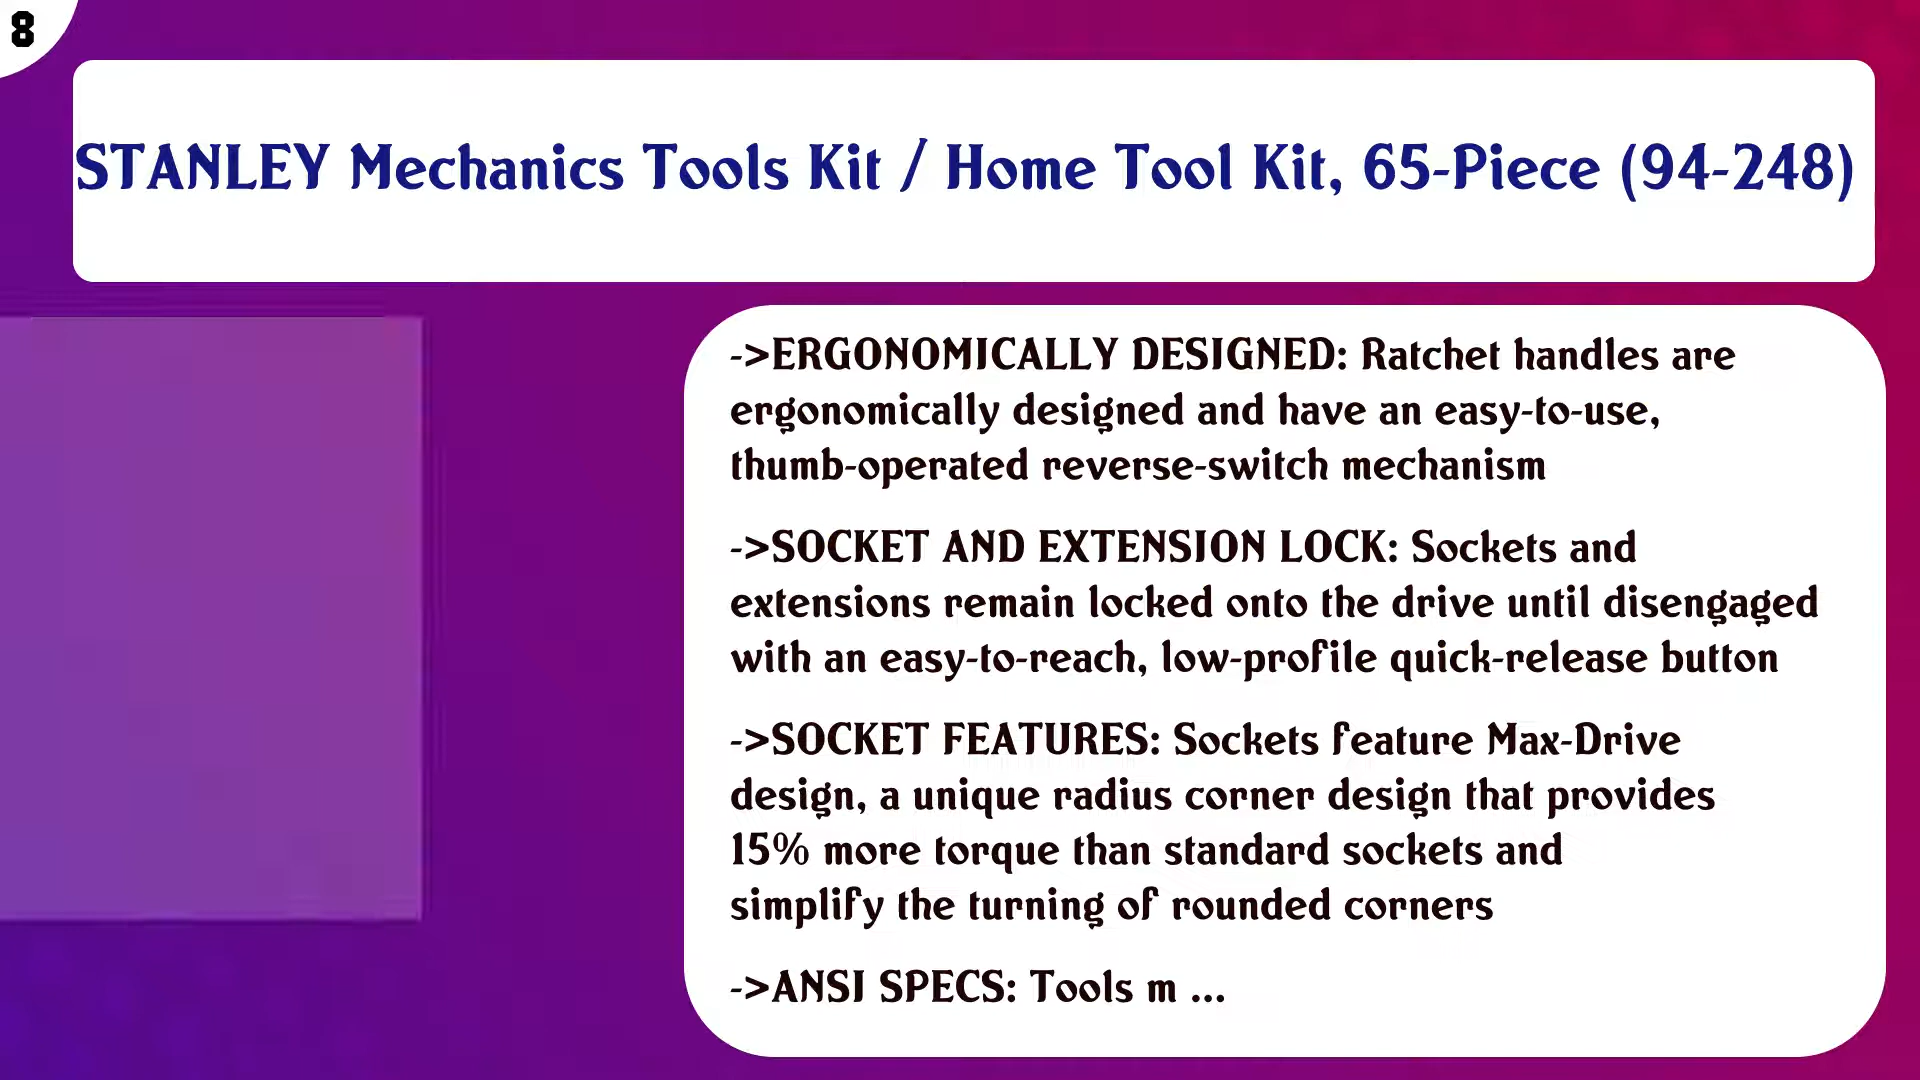 8
STANLEY Mechanics Tools Kit / Home Tool Kit, 65-Piece (94-248)
->ERGONOMICALLY DESIGNED: Ratchet handles are
ergonomically designed and have an easy-to-use,
thumb-operated reverse-switch mechanism
->SOCKET AND EXTENSION LOCK: Sockets and
extensions remain locked onto the drive until disengaged
with an easy-to-reach, low-profile quick-release button
->SOCKET FEATURES: Sockets feature Max-Drive
design, a unique radius corner design that provides
15% more torque than standard sockets and
simplify the turning of rounded corners
->ANSI SPECS: Tools m ...